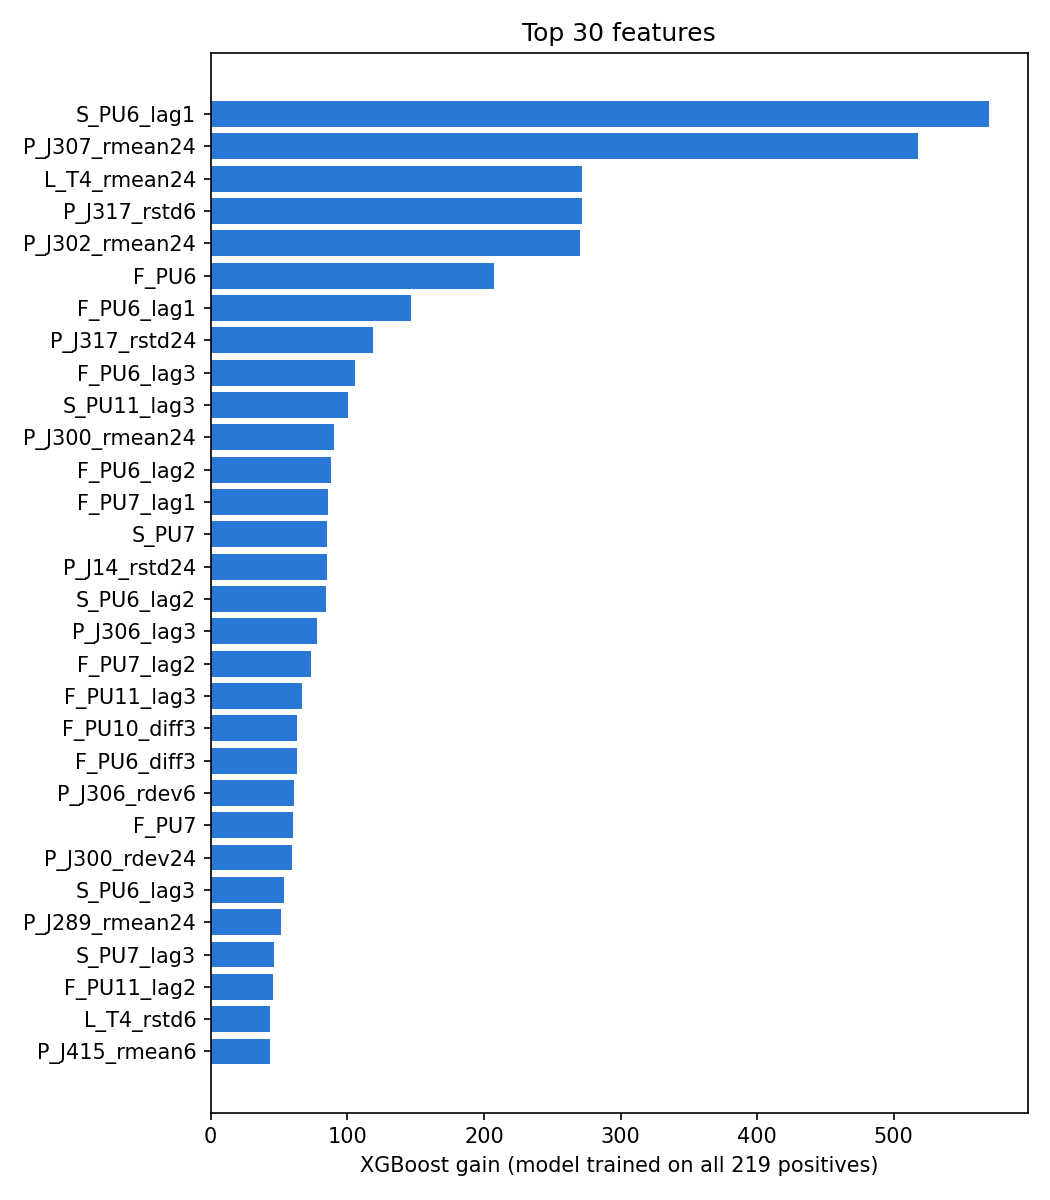 Top 30 features
S_PU6_lag1
P_J307_rmean24
L_T4_rmean24
P_J317_rstd6
P_J302_rmean24
F_PU6
F_PU6_lag1
P_J317_rstd24
F_PU6_lag3
S_PU11_lag3
P_J300_rmean24
F_PU6_lag2
F_PU7_lag1
S_PU7
P_J14_rstd24
S_PU6_lag2
P_J306_lag3
F_PU7_lag2
F_PU11_lag3
F_PU10_diff3
F_PU6_diff3
P_J306_rdev6
F_PU7
P_J300_rdev24
S_PU6_lag3
P_J289_rmean24
S_PU7_lag3
F_PU11_lag2
L_T4_rstd6
P_J415_rmean6
0 100 200 300 400 500
XGBoost gain (model trained on all 219 positives)